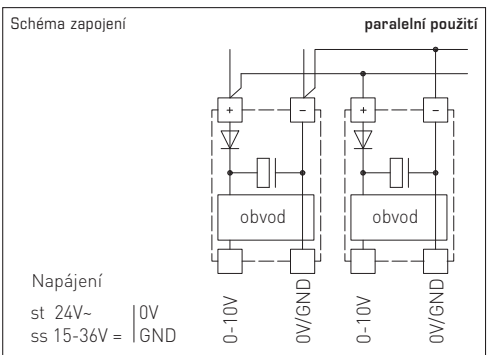 Schéma zapojení
paralelní použití
+ − + −
obvod obvod
Napájení
st 24V~ 0V
ss 15-36V = GND
0-10V
0V/GND
0-10V
0V/GND